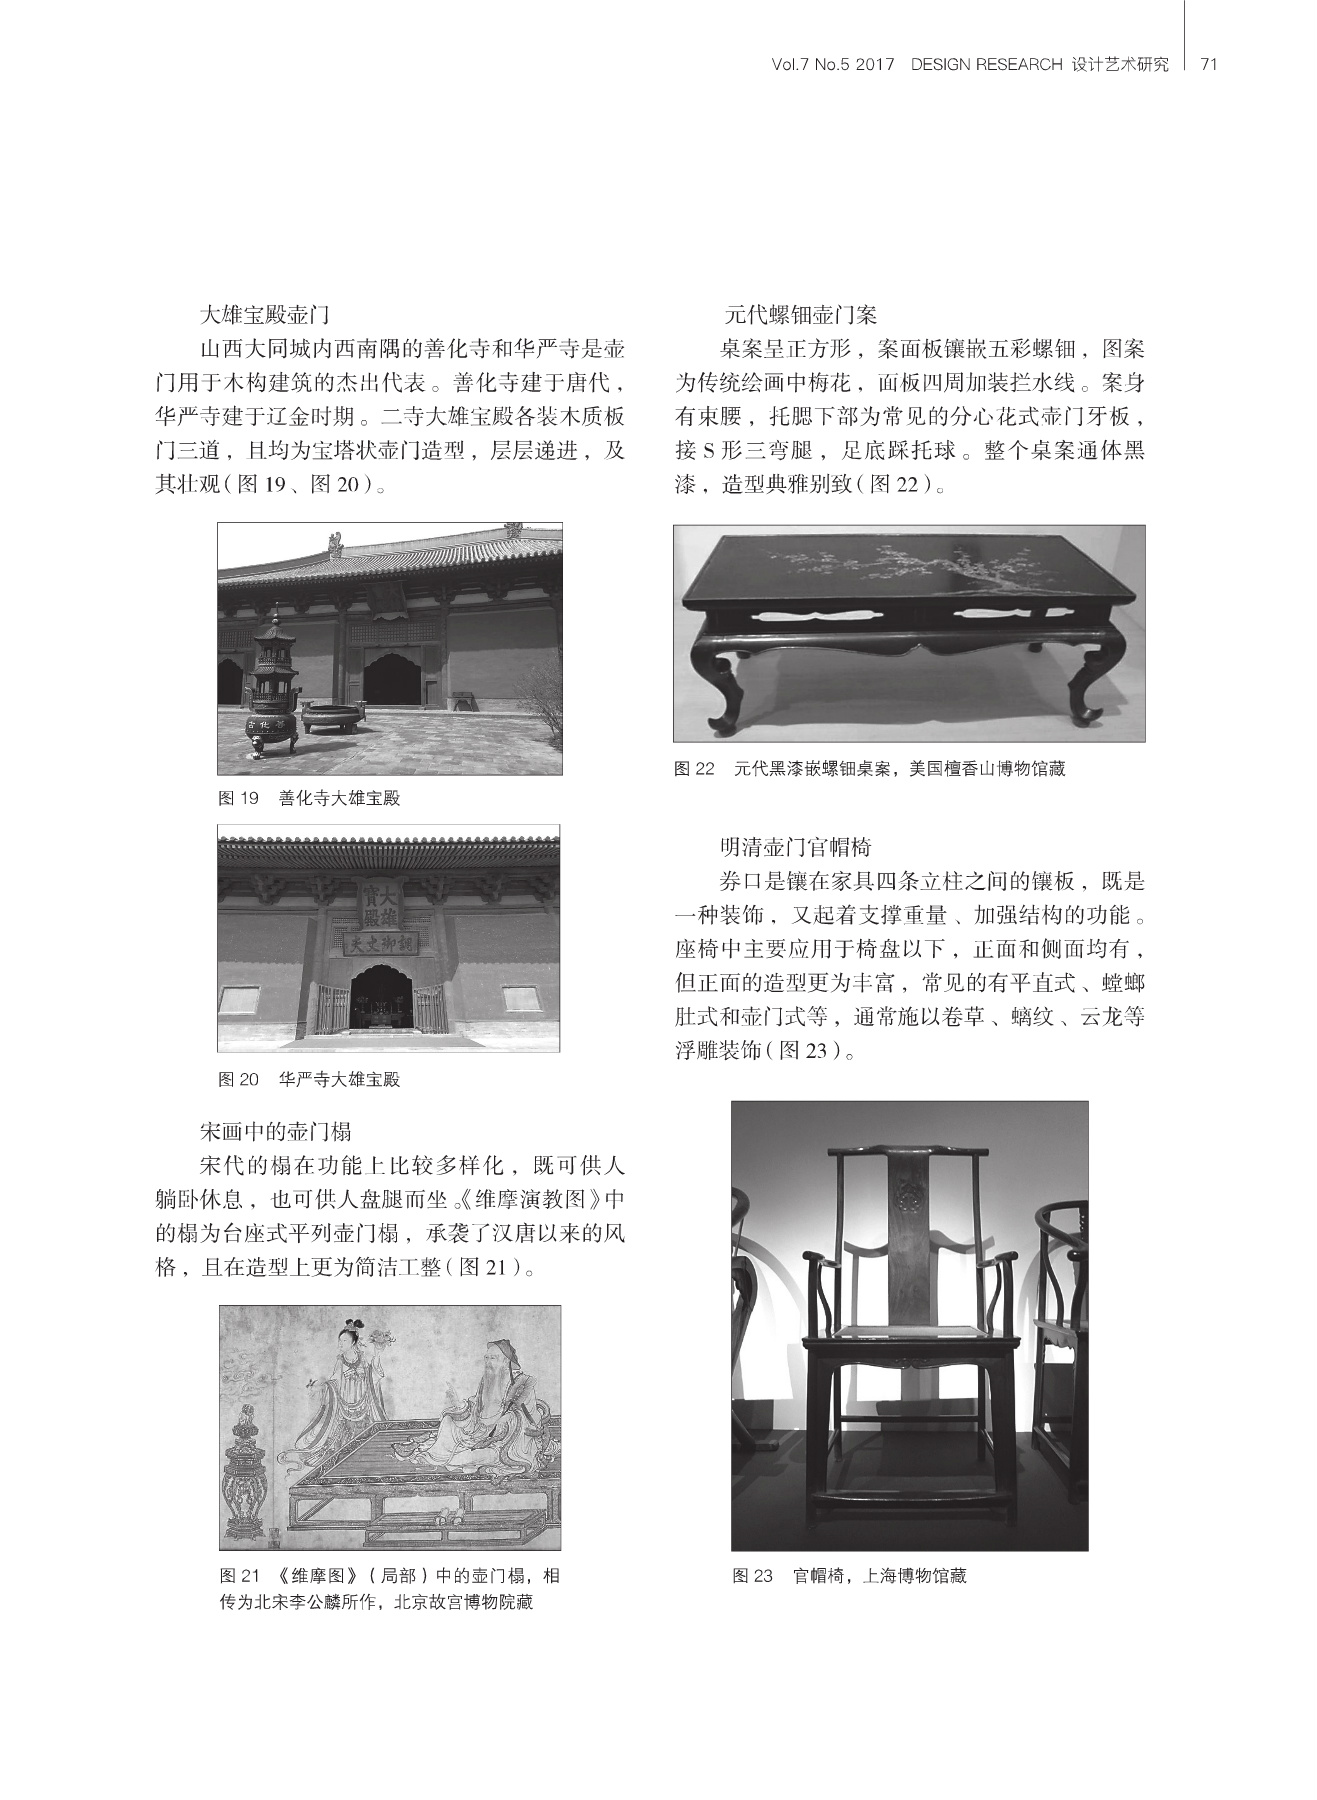 Vol.7 No.5 2017 DESIGN RESEARCH 设计艺术研究 71
大雄宝殿壶门
山西大同城内西南隅的善化寺和华严寺是壶
门用于木构建筑的杰出代表。善化寺建于唐代，
华严寺建于辽金时期。二寺大雄宝殿各装木质板
门三道，且均为宝塔状壶门造型，层层递进，及
其壮观(图 19、图 20)。
善化古
图 19 善化寺大雄宝殿
大雄寶殿
調御丈夫
图 20 华严寺大雄宝殿
宋画中的壶门榻
宋代的榻在功能上比较多样化，既可供人
躺卧休息，也可供人盘腿而坐。《维摩演教图》中
的榻为台座式平列壶门榻，承袭了汉唐以来的风
格，且在造型上更为简洁工整(图 21)。
图 21 《维摩图》(局部)中的壶门榻，相
传为北宋李公麟所作，北京故宫博物院藏
元代螺钿壶门案
桌案呈正方形，案面板镶嵌五彩螺钿，图案
为传统绘画中梅花，面板四周加装拦水线。案身
有束腰，托腮下部为常见的分心花式壶门牙板，
接 S 形三弯腿，足底踩托球。整个桌案通体黑
漆，造型典雅别致(图 22)。
图 22 元代黑漆嵌螺钿桌案，美国檀香山博物馆藏
明清壶门官帽椅
券口是镶在家具四条立柱之间的镶板，既是
一种装饰，又起着支撑重量、加强结构的功能。
座椅中主要应用于椅盘以下，正面和侧面均有，
但正面的造型更为丰富，常见的有平直式、螳螂
肚式和壶门式等，通常施以卷草、螭纹、云龙等
浮雕装饰(图 23)。
图 23 官帽椅，上海博物馆藏